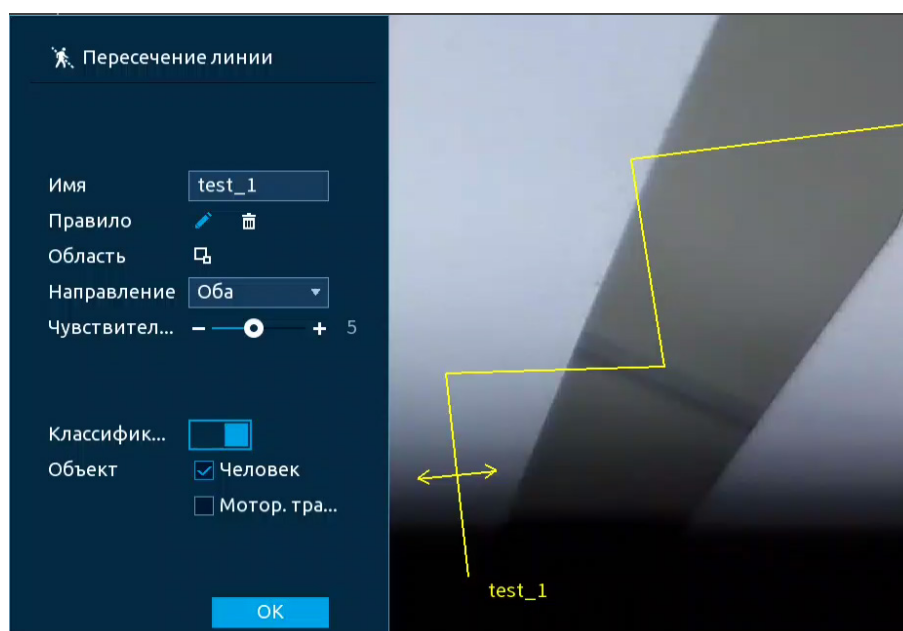 Пересечение линии
Имя test_1
Правило
Область
Направление Оба
Чувствител... 5
Классифик...
Объект Человек
Мотор. тра...
OK
test_1